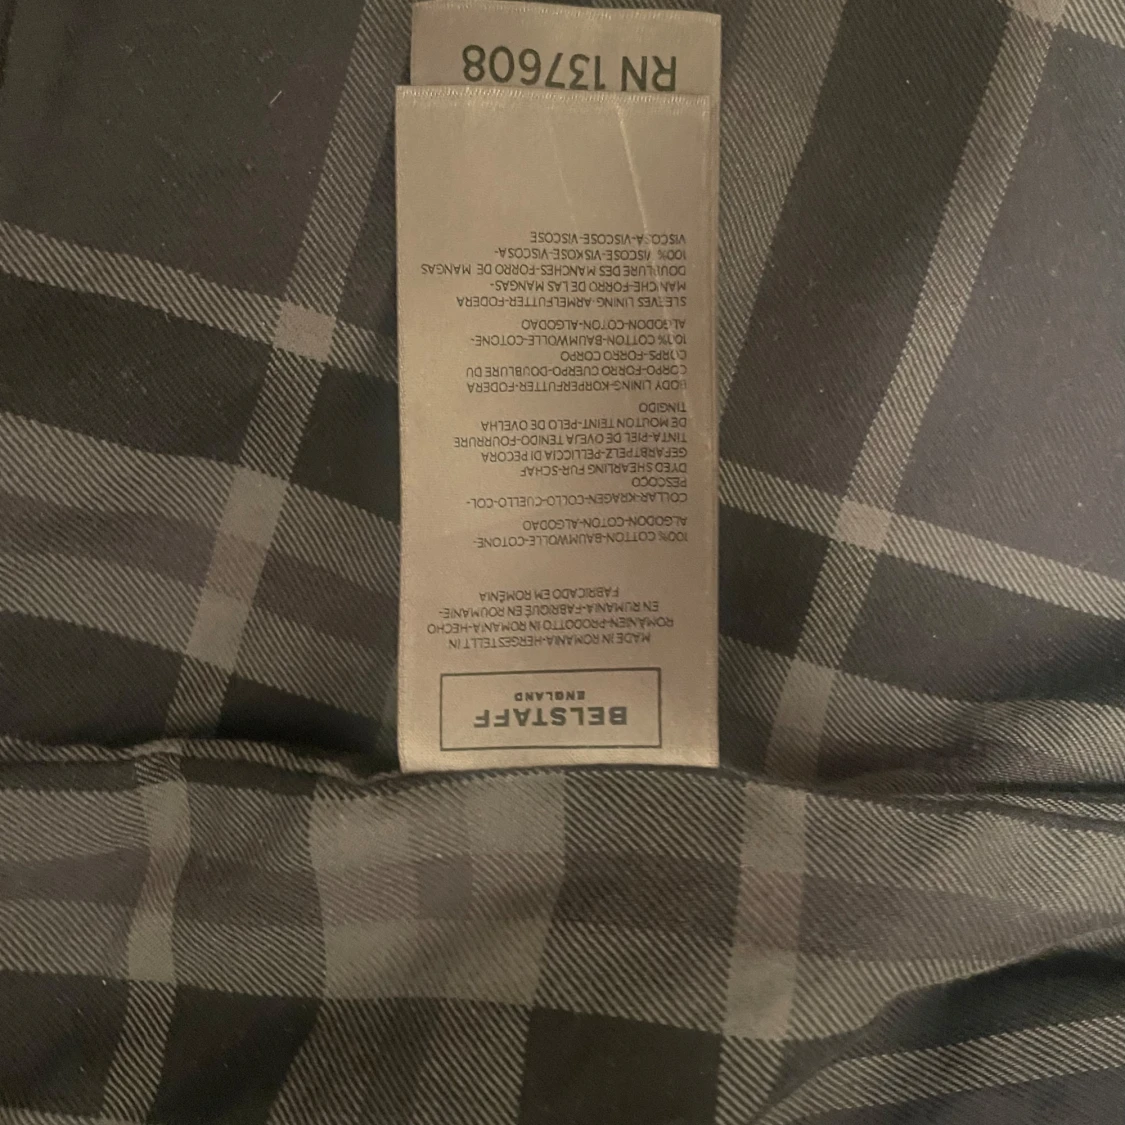 BELSTAFF
ENGLAND
MADE IN ROMANIA-HERGESTELLT IN
ROMÄNIEN-PRODOTTO IN ROMANIA-HECHO
EN RUMANIA-FABRIQUÉ EN ROUMANIE-
FABRICADO EM ROMÊNIA
100% COTTON-BAUMWOLLE-COTONE-
ALGODON-COTON-ALGODAO
COLLAR-KRAGEN-COLLO-CUELLO-COL-
PESCOCO
DYED SHEARLING FUR-SCHAF
GEFARBTPELZ-PELLICCIA DI PECORA
TINTA-PIEL DE OVEJA TENIDO-FOURRURE
DE MOUTON TEINT-PELO DE OVELHA
TINGIDO
BODY LINING-KORPERFUTTER-FODERA
CORPO-FORRO CUERPO-DOUBLURE DU
CORPS-FORRO CORPO
100% COTTON-BAUMWOLLE-COTONE-
ALGODON-COTON-ALGODAO
SLEEVES LINING-ARMELFUTTER-FODERA
MANICHE-FORRO DE LAS MANGAS-
DOUBLURE DES MANCHES-FORRO DE MANGAS
100% VISCOSE-VISKOSE-VISCOSA-
VISCOSA-VISCOSE-VISCOSE
RN 137608